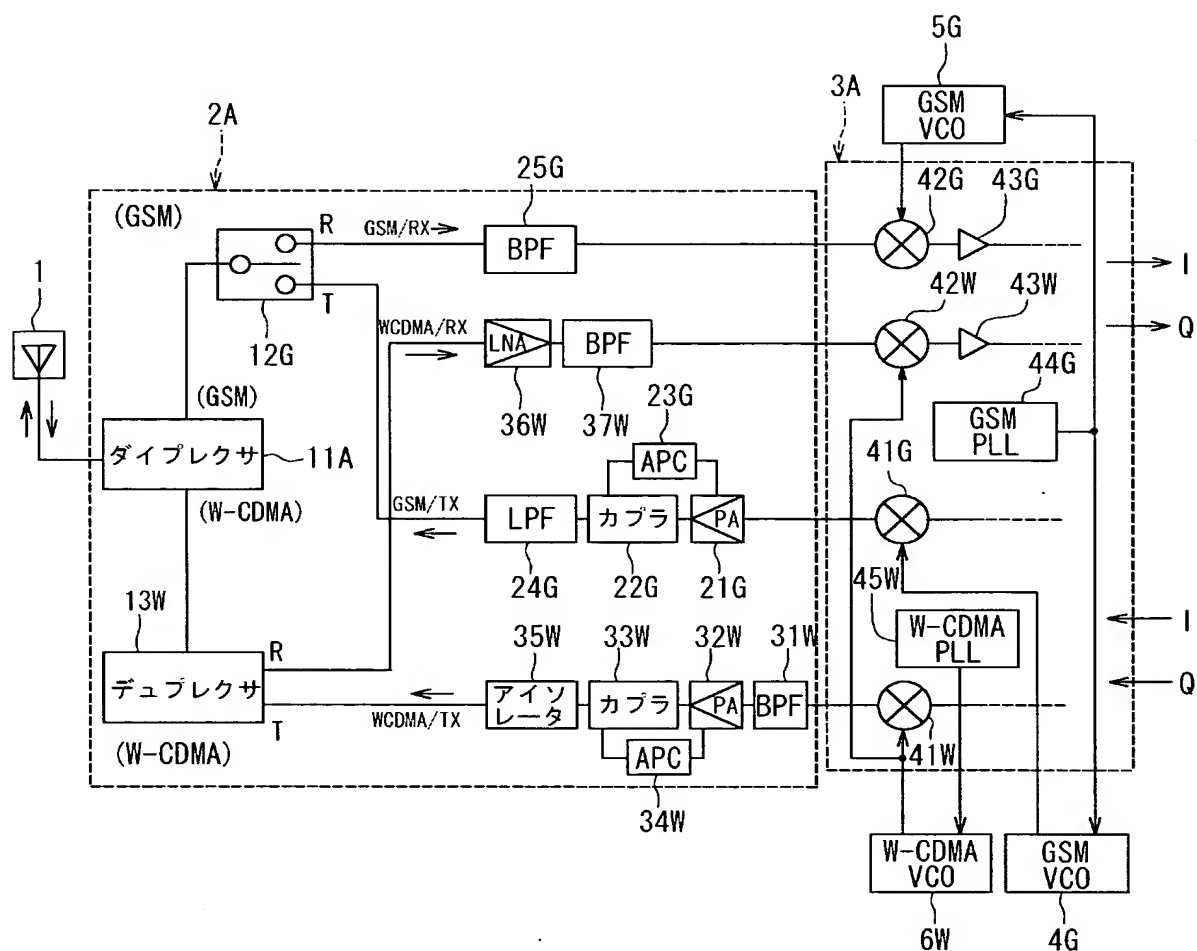 5G
GSM
VCO
3A
2A
(GSM)
25G
42G
43G
R
GSM/RX
BPF
I
1
T
12G
42W
43W
WCDMA/RX
LNA
BPF
Q
36W
37W
44G
GSM
PLL
(GSM)
23G
APC
41G
ダイプレクサ
11A
(W-CDMA)
GSM/TX
LPF
カプラ
PA
24G
22G
21G
45W
13W
35W
33W
32W
31W
W-CDMA
PLL
I
R
デュプレクサ
アイソ
レータ
カプラ
PA
BPF
Q
T
WCDMA/TX
(W-CDMA)
APC
41W
34W
W-CDMA
VCO
GSM
VCO
6W
4G